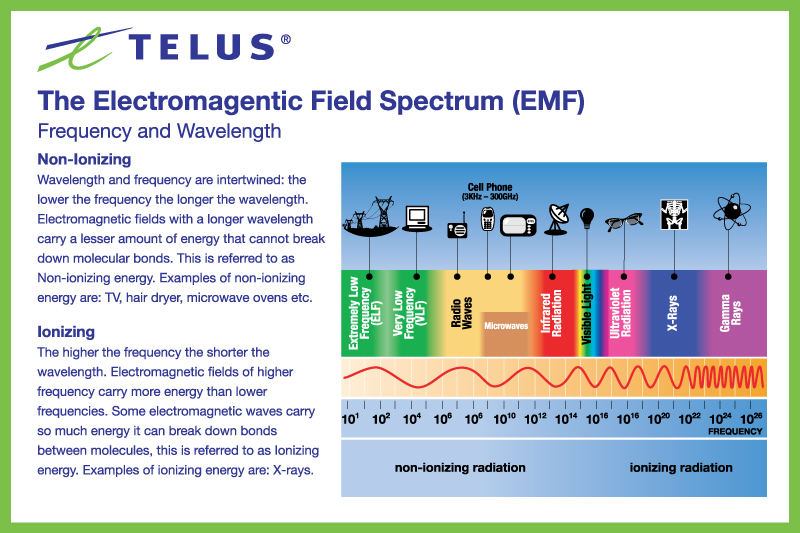 TELUS®
The Electromagentic Field Spectrum (EMF)
Frequency and Wavelength
Non-Ionizing
Wavelength and frequency are intertwined: the
lower the frequency the longer the wavelength.
Electromagnetic fields with a longer wavelength
carry a lesser amount of energy that cannot break
down molecular bonds. This is referred to as
Non-ionizing energy. Examples of non-ionizing
energy are: TV, hair dryer, microwave ovens etc.
Ionizing
The higher the frequency the shorter the
wavelength. Electromagnetic fields of higher
frequency carry more energy than lower
frequencies. Some electromagnetic waves carry
so much energy it can break down bonds
between molecules, this is referred to as Ionizing
energy. Examples of ionizing energy are: X-rays.
Cell Phone
(3KHz – 300GHz)
Extremely Low
Frequency
(ELF)
Very Low
Frequency
(VLF)
Radio
Waves
Microwaves
Infrared
Radiation
Visible Light
Ultraviolet
Radiation
X-Rays
Gamma
Rays
10¹ 10² 10⁴ 10⁶ 10⁶ 10¹⁰ 10¹² 10¹⁴ 10¹⁶ 10¹⁶ 10²⁰ 10²² 10²⁴ 10²⁶
FREQUENCY
non-ionizing radiation
ionizing radiation